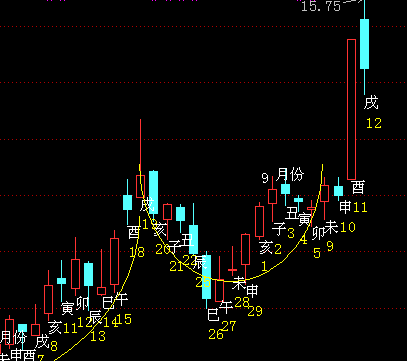 15.75
戌
12
9 月份
酉
11
申
戌
19
丑
3
寅
4
卯
5
未
9
子
2
亥
1
酉
18
亥
20
子
21
丑
22
辰
25
巳
26
午
27
未
28
申
29
寅
11
卯
12
辰
13
巳
14
午
15
亥
8
戌
月份
申
酉
7